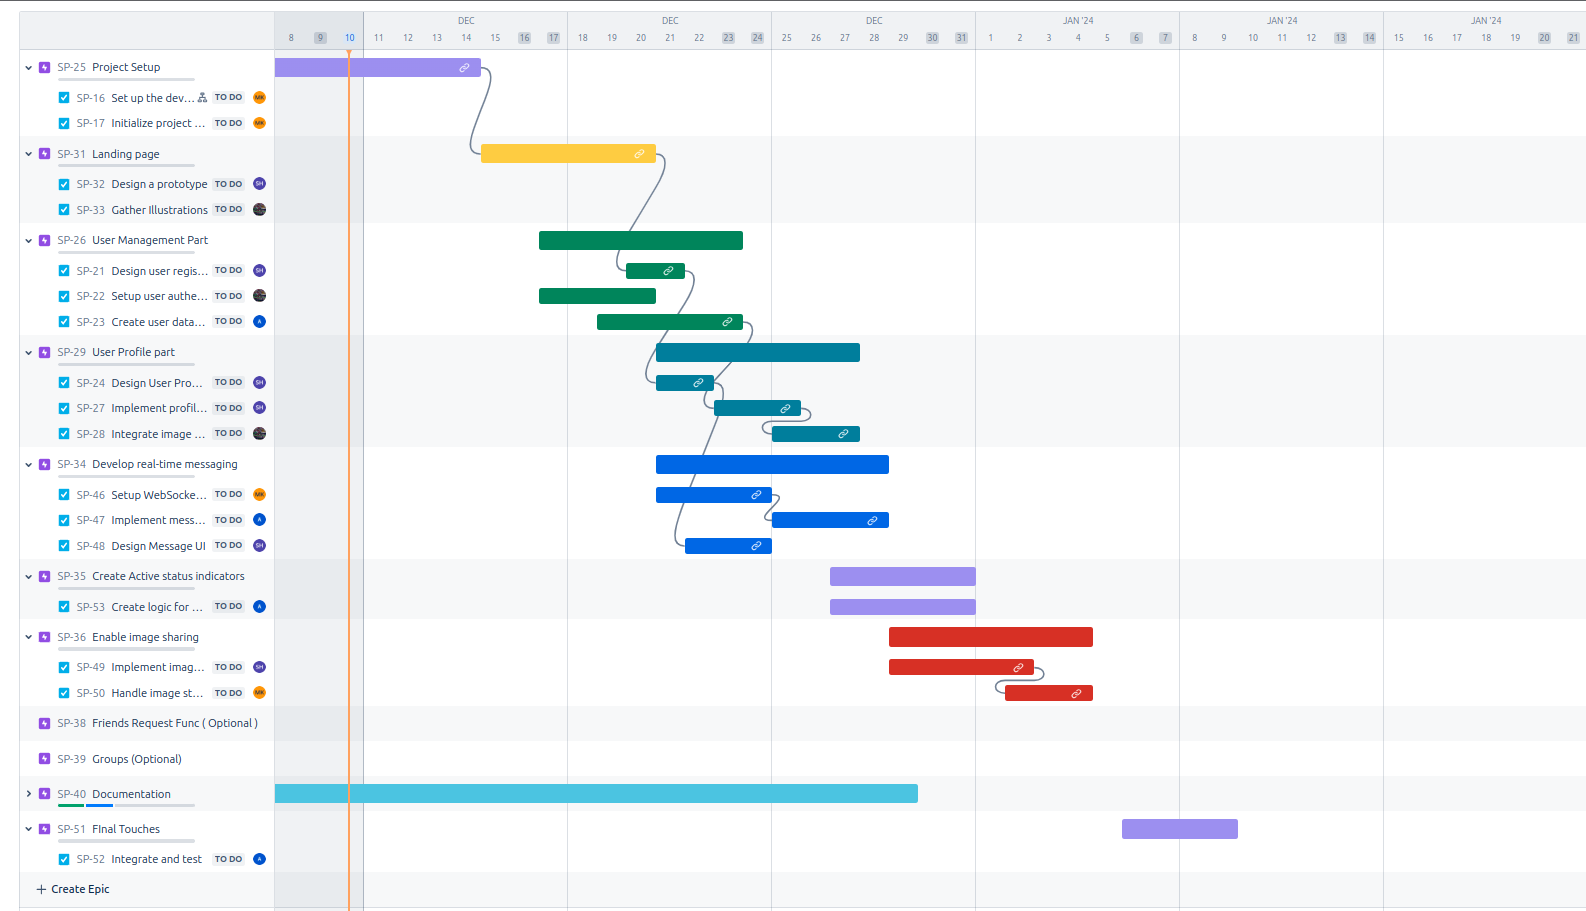 DEC DEC DEC JAN '24 JAN '24 JAN '24
8 9 10 11 12 13 14 15 16 17 18 19 20 21 22 23 24 25 26 27 28 29 30 31 1 2 3 4 5 6 7 8 9 10 11 12 13 14 15 16 17 18 19 20 21
SP-25 Project Setup
SP-16 Set up the dev... TO DO MK
SP-17 Initialize project ... TO DO MK
SP-31 Landing page
SP-32 Design a prototype TO DO SH
SP-33 Gather Illustrations TO DO
SP-26 User Management Part
SP-21 Design user regis... TO DO SH
SP-22 Setup user authe... TO DO
SP-23 Create user data... TO DO A
SP-29 User Profile part
SP-24 Design User Pro... TO DO SH
SP-27 Implement profil... TO DO SH
SP-28 Integrate image ... TO DO
SP-34 Develop real-time messaging
SP-46 Setup WebSocke... TO DO MK
SP-47 Implement mess... TO DO A
SP-48 Design Message UI TO DO SH
SP-35 Create Active status indicators
SP-53 Create logic for ... TO DO A
SP-36 Enable image sharing
SP-49 Implement imag... TO DO SH
SP-50 Handle image st... TO DO MK
SP-38 Friends Request Func ( Optional )
SP-39 Groups (Optional)
SP-40 Documentation
SP-51 FInal Touches
SP-52 Integrate and test TO DO A
+ Create Epic